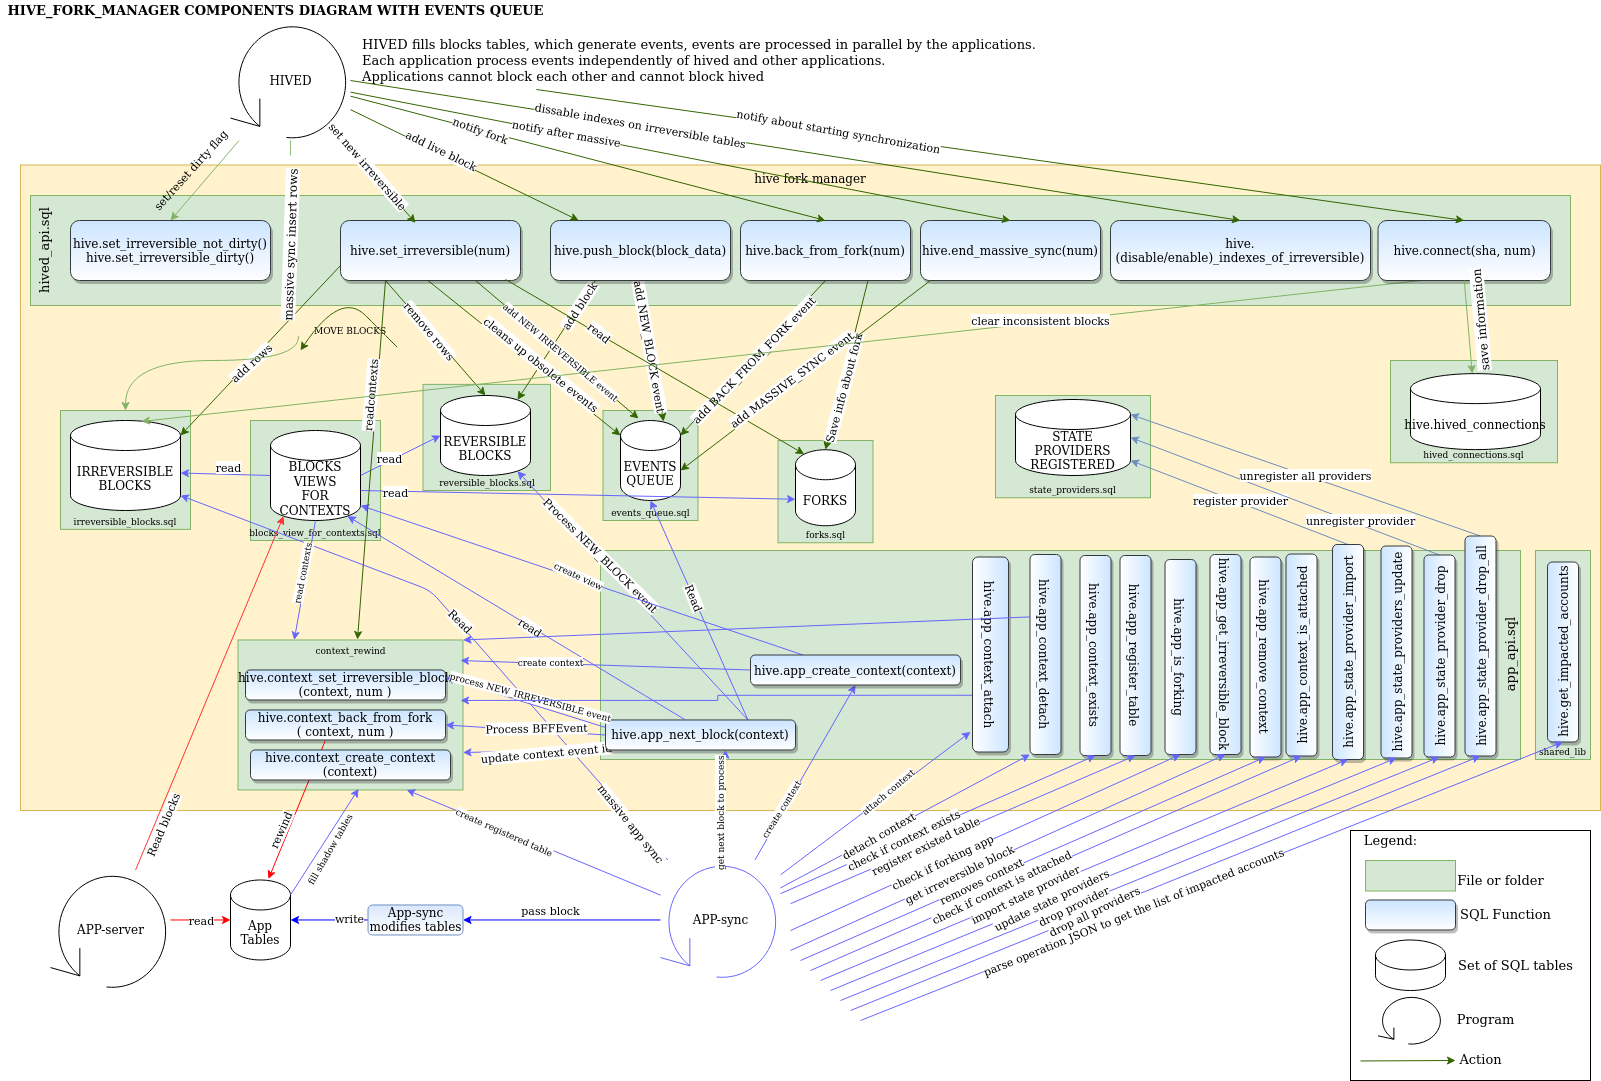 HIVE_FORK_MANAGER COMPONENTS DIAGRAM WITH EVENTS QUEUE
HIVED fills blocks tables, which generate events, events are processed in parallel by the applications.
Each application process events independently of hived and other applications.
Applications cannot block each other and cannot block hived
HIVED
set/reset dirty flag
massive sync insert rows
set new irreversible
add live block
notify fork
notify after massive
dissable indexes on irreversible tables
notify about starting synchronization
hive fork manager
hived_api.sql
hive.set_irreversible_not_dirty()
hive.set_irreversible_dirty()
hive.set_irreversible(num)
hive.push_block(block_data)
hive.back_from_fork(num)
hive.end_massive_sync(num)
hive.
(disable/enable)_indexes_of_irreversible)
hive.connect(sha, num)
MOVE BLOCKS
add rows
readcontexts
remove rows
cleans up obsolete events
add NEW IRREVERSIBLE event
read
add block
add NEW_BLOCK event
add BACK_FROM_FORK event
add MASSIVE_SYNC event
Save info about fork
clear inconsistent blocks
save information
IRREVERSIBLE
BLOCKS
irreversible_blocks.sql
read
BLOCKS
VIEWS
FOR
CONTEXTS
blocks_view_for_contexts.sql
read
read
REVERSIBLE
BLOCKS
reversible_blocks.sql
EVENTS
QUEUE
events_queue.sql
FORKS
forks.sql
STATE
PROVIDERS
REGISTERED
state_providers.sql
hive.hived_connections
hived_connections.sql
unregister all providers
register provider
unregister provider
read contexts
Read
read
create view
Process NEW_BLOCK event
Read
context_rewind
hive.context_set_irreversible_block
(context, num )
hive.context_back_from_fork
( context, num )
hive.context_create_context
(context)
create context
process NEW_IRREVERSIBLE event
Process BFFEvent
update context event id
hive.app_create_context(context)
hive.app_next_block(context)
hive.app_context_attach
hive.app_context_detach
hive.app_context_exists
hive.app_register_table
hive.app_is_forking
hive.app_get_irreversible_block
hive.app_remove_context
hive.app_context_is_attached
hive.app_state_provider_import
hive.app_state_providers_update
hive.app_state_provider_drop
hive.app_state_provider_drop_all
app_api.sql
hive.get_impacted_accounts
shared_lib
Read blocks
rewind
fill shadow tables
create registered table
massive app sync
get next block to process
create context
attach context
detach context
check if context exists
register existed table
check if forking app
get irreversible block
removes context
check if context is attached
import state provider
update state providers
drop provider
drop all providers
parse operation JSON to get the list of impacted accounts
APP-server
read
App
Tables
write
App-sync
modifies tables
pass block
APP-sync
Legend:
File or folder
SQL Function
Set of SQL tables
Program
Action